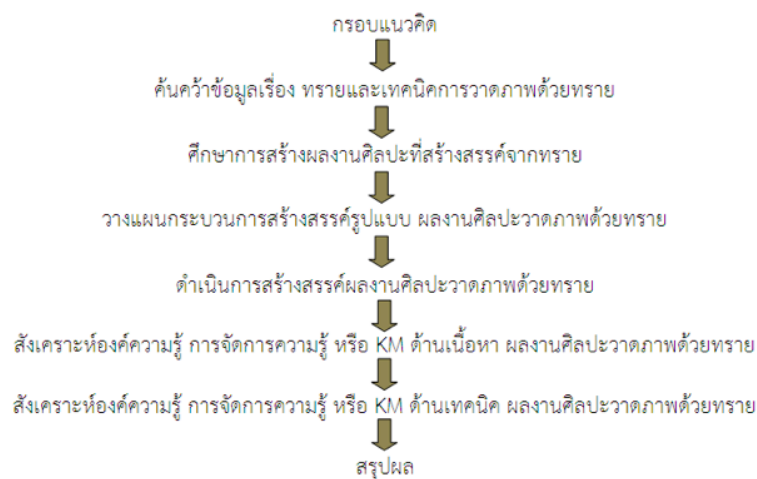 กรอบแนวคิด
ค้นคว้าข้อมูลเรื่อง ทรายและเทคนิคการวาดภาพด้วยทราย
ศึกษาการสร้างผลงานศิลปะที่สร้างสรรค์จากทราย
วางแผนกระบวนการสร้างสรรค์รูปแบบ ผลงานศิลปะวาดภาพด้วยทราย
ดำเนินการสร้างสรรค์ผลงานศิลปะวาดภาพด้วยทราย
สังเคราะห์องค์ความรู้ การจัดการความรู้ หรือ KM ด้านเนื้อหา ผลงานศิลปะวาดภาพด้วยทราย
สังเคราะห์องค์ความรู้ การจัดการความรู้ หรือ KM ด้านเทคนิค ผลงานศิลปะวาดภาพด้วยทราย
สรุปผล